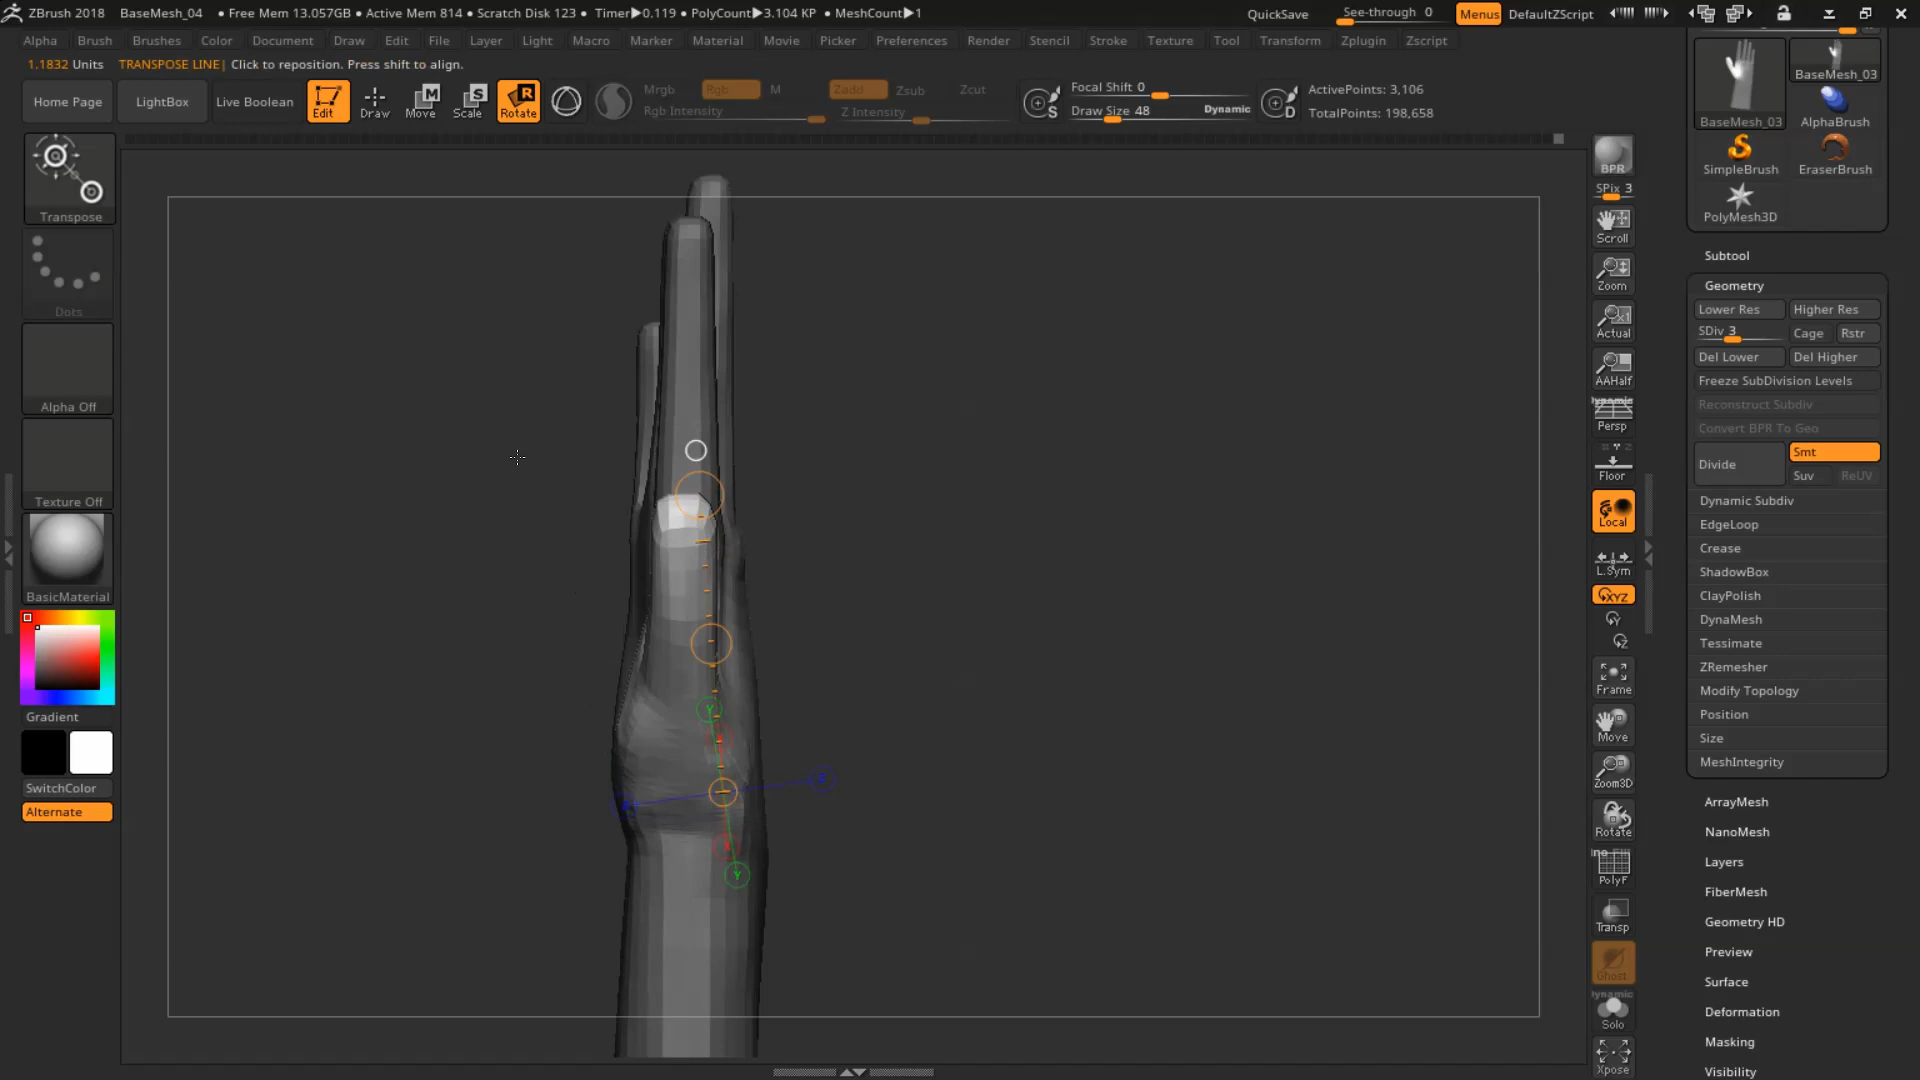 ZBrush 2018 BaseMesh_04 • Free Mem 13.057GB • Active Mem 814 • Scratch Disk 123 • Timer▶0.119 • PolyCount▶3.104 KP • MeshCount▶1 QuickSave See-through 0 Menus DefaultZScript
Alpha Brush Brushes Color Document Draw Edit File Layer Light Macro Marker Material Movie Picker Preferences Render Stencil Stroke Texture Tool Transform Zplugin Zscript
1.1832 Units TRANSPOSE LINE| Click to reposition. Press shift to align.
Home Page LightBox Live Boolean Edit Draw Move Scale Rotate
M S R
Mrgb Rgb M Zadd Zsub Zcut
Rgb Intensity Z Intensity
Focal Shift 0
Draw Size 48 Dynamic
S D
ActivePoints: 3,106
TotalPoints: 198,658
Transpose
Dots
Alpha Off
Texture Off
BasicMaterial
Gradient
SwitchColor
Alternate
Y
Y
BPR
SPix 3
Scroll
Zoom
Actual
AAHalf
Dynamic
Persp
Floor
Local
L.Sym
XYZ
Y
Z
Frame
Move
Zoom3D
Rotate
PolyF
Transp
Ghost
Dynamic
Solo
Xpose
BaseMesh_03
BaseMesh_03
AlphaBrush
SimpleBrush EraserBrush
PolyMesh3D
Subtool
Geometry
Lower Res Higher Res
SDiv 3 Cage Rstr
Del Lower Del Higher
Freeze SubDivision Levels
Reconstruct Subdiv
Convert BPR To Geo
Divide Smt
Suv ReUV
Dynamic Subdiv
EdgeLoop
Crease
ShadowBox
ClayPolish
DynaMesh
Tessimate
ZRemesher
Modify Topology
Position
Size
MeshIntegrity
ArrayMesh
NanoMesh
Layers
FiberMesh
Geometry HD
Preview
Surface
Deformation
Masking
Visibility